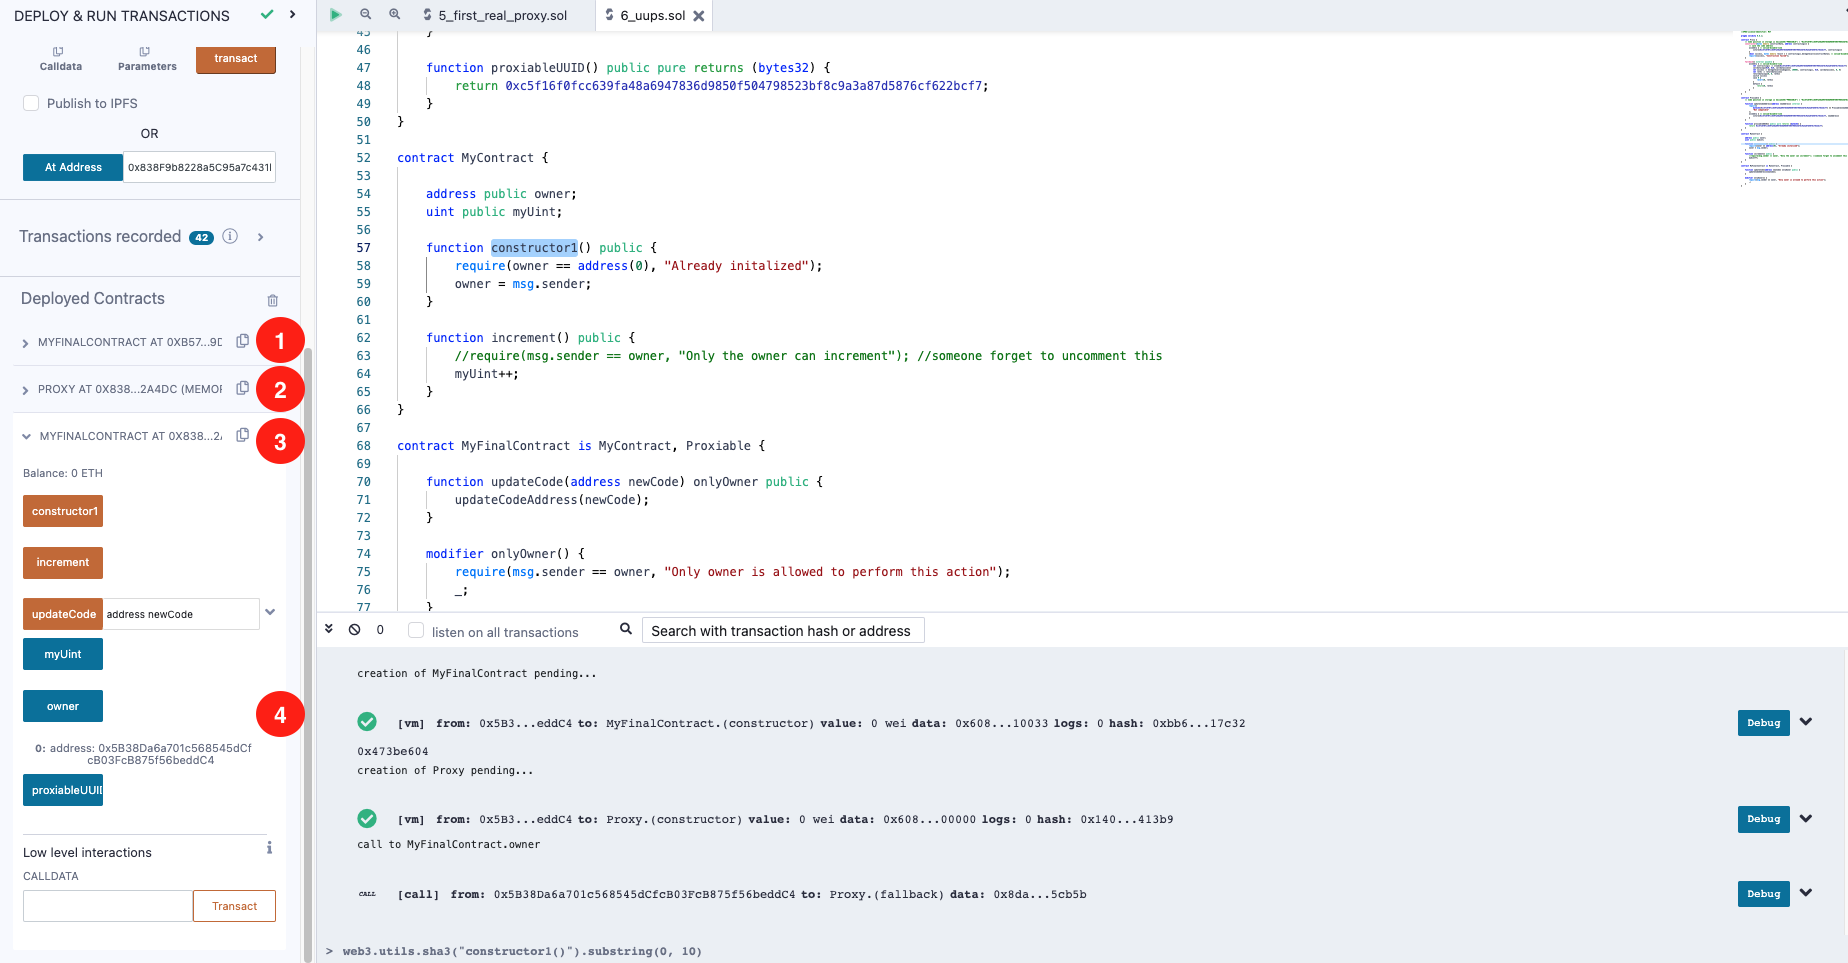 DEPLOY & RUN TRANSACTIONS
Calldata
Parameters
transact
Publish to IPFS
OR
At Address
0x838F9b8228a5C95a7c431l
Transactions recorded 42
Deployed Contracts
MYFINALCONTRACT AT 0XB57...9D
1
PROXY AT 0X838...2A4DC (MEMOR
2
MYFINALCONTRACT AT 0X838...2
3
Balance: 0 ETH
constructor1
increment
updateCode
address newCode
myUint
owner
4
0: address: 0x5B38Da6a701c568545dCf
cB03FcB875f56beddC4
proxiableUUID
Low level interactions
CALLDATA
Transact
5_first_real_proxy.sol
6_uups.sol
45 }
46
47 function proxiableUUID() public pure returns (bytes32) {
48 return 0xc5f16f0fcc639fa48a6947836d9850f504798523bf8c9a3a87d5876cf622bcf7;
49 }
50 }
51
52 contract MyContract {
53
54 address public owner;
55 uint public myUint;
56
57 function constructor1() public {
58 require(owner == address(0), "Already initalized");
59 owner = msg.sender;
60 }
61
62 function increment() public {
63 //require(msg.sender == owner, "Only the owner can increment"); //someone forget to uncomment this
64 myUint++;
65 }
66 }
67
68 contract MyFinalContract is MyContract, Proxiable {
69
70 function updateCode(address newCode) onlyOwner public {
71 updateCodeAddress(newCode);
72 }
73
74 modifier onlyOwner() {
75 require(msg.sender == owner, "Only owner is allowed to perform this action");
76 _;
77 }
0
listen on all transactions
Search with transaction hash or address
creation of MyFinalContract pending...
[vm] from: 0x5B3...eddC4 to: MyFinalContract.(constructor) value: 0 wei data: 0x608...10033 logs: 0 hash: 0xbb6...17c32
Debug
0x473be604
creation of Proxy pending...
[vm] from: 0x5B3...eddC4 to: Proxy.(constructor) value: 0 wei data: 0x608...00000 logs: 0 hash: 0x140...413b9
Debug
call to MyFinalContract.owner
CALL [call] from: 0x5B38Da6a701c568545dCfcB03FcB875f56beddC4 to: Proxy.(fallback) data: 0x8da...5cb5b
Debug
> web3.utils.sha3("constructor1()").substring(0, 10)